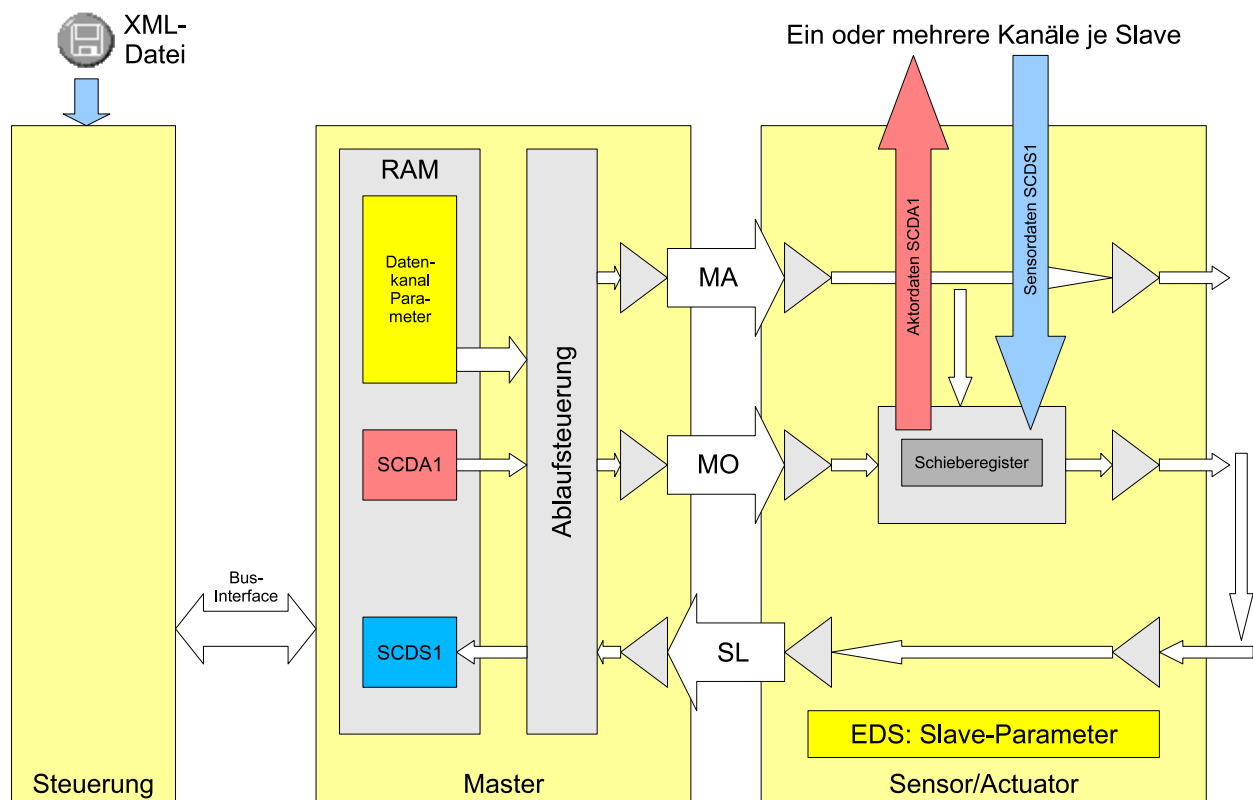 XML-
Datei
Ein oder mehrere Kanäle je Slave
RAM
Daten-
kanal
Para-
meter
SCDA1
SCDS1
Ablaufsteuerung
Bus-
Interface
MA
MO
SL
Aktordaten SCDA1
Sensordaten SCDS1
Schieberegister
EDS: Slave-Parameter
Steuerung
Master
Sensor/Actuator